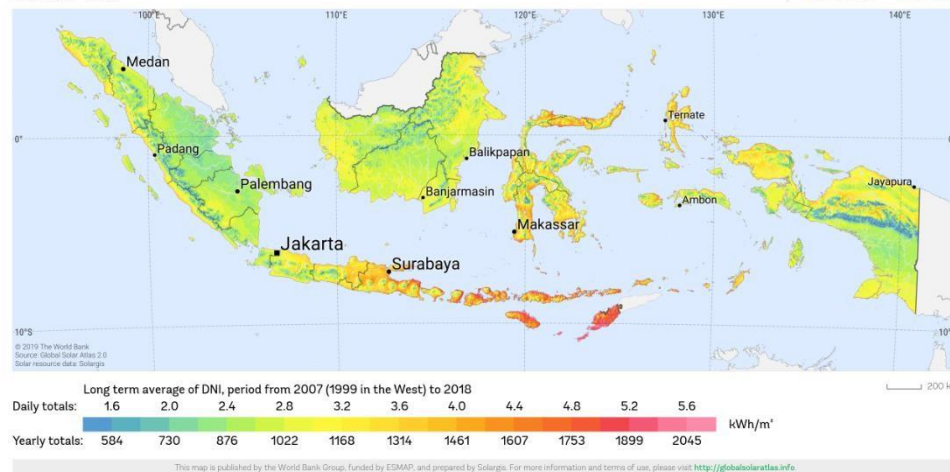 100°E
110°E
120°E
130°E
140°E
Medan
Ternate
0°
Padang
Balikpapan
Jayapura
Palembang
Banjarmasin
Ambon
Makassar
Jakarta
Surabaya
10°S
© 2019 The World Bank
Source: Global Solar Atlas 2.0
Solar resource data: Solargis
Long term average of DNI, period from 2007 (1999 in the West) to 2018
Daily totals: 1.6 2.0 2.4 2.8 3.2 3.6 4.0 4.4 4.8 5.2 5.6
kWh/m²
Yearly totals: 584 730 876 1022 1168 1314 1461 1607 1753 1899 2045
This map is published by the World Bank Group, funded by ESMAP, and prepared by Solargis. For more information and terms of use, please visit http://globalsolaratlas.info.